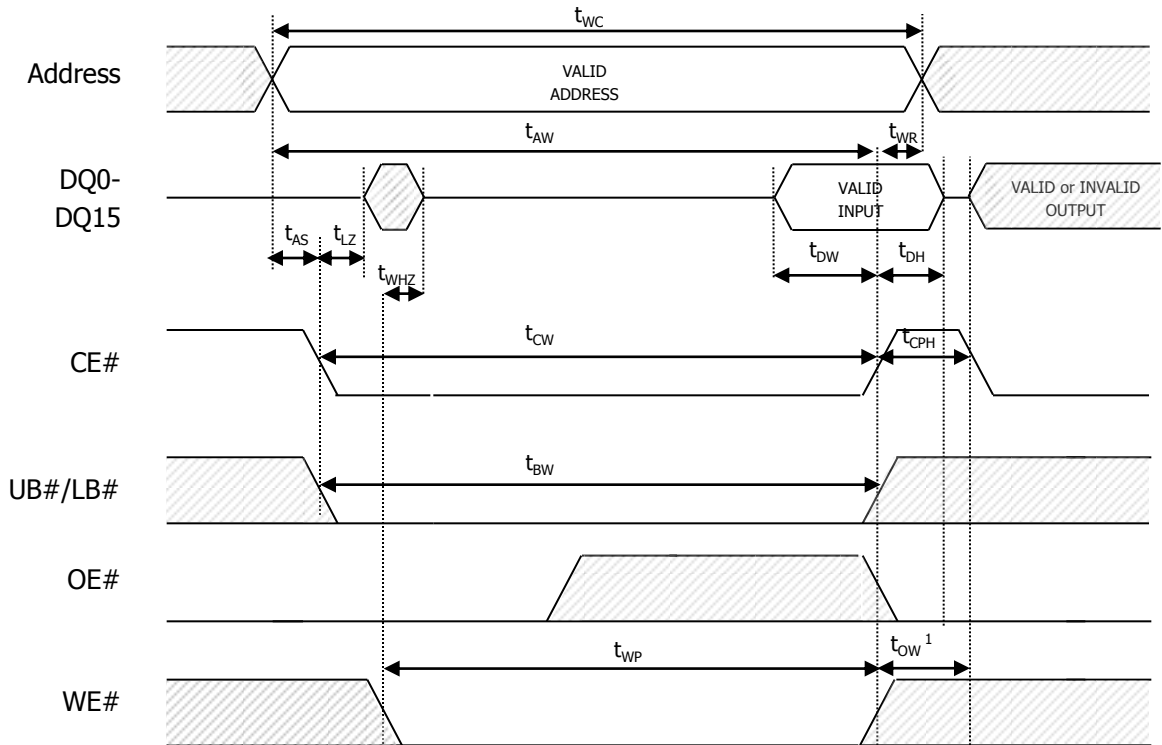 tWC
Address
VALID
ADDRESS
tAW
tWR
DQ0-
DQ15
VALID
INPUT
VALID or INVALID
OUTPUT
tAS
tLZ
tDW
tDH
tWHZ
CE#
tCW
tCPH
UB#/LB#
tBW
OE#
tWP
tOW 1
WE#